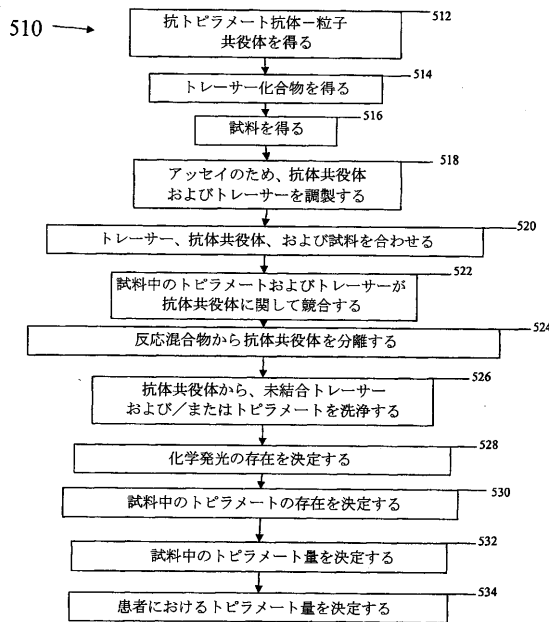 510
512
抗トピラメート抗体－粒子
共役体を得る
514
トレーサー化合物を得る
516
試料を得る
518
アッセイのため、抗体共役体
およびトレーサーを調製する
520
トレーサー、抗体共役体、および試料を合わせる
522
試料中のトピラメートおよびトレーサーが
抗体共役体に関して競合する
524
反応混合物から抗体共役体を分離する
526
抗体共役体から、未結合トレーサー
および／またはトピラメートを洗浄する
528
化学発光の存在を決定する
530
試料中のトピラメートの存在を決定する
532
試料中のトピラメート量を決定する
534
患者におけるトピラメート量を決定する